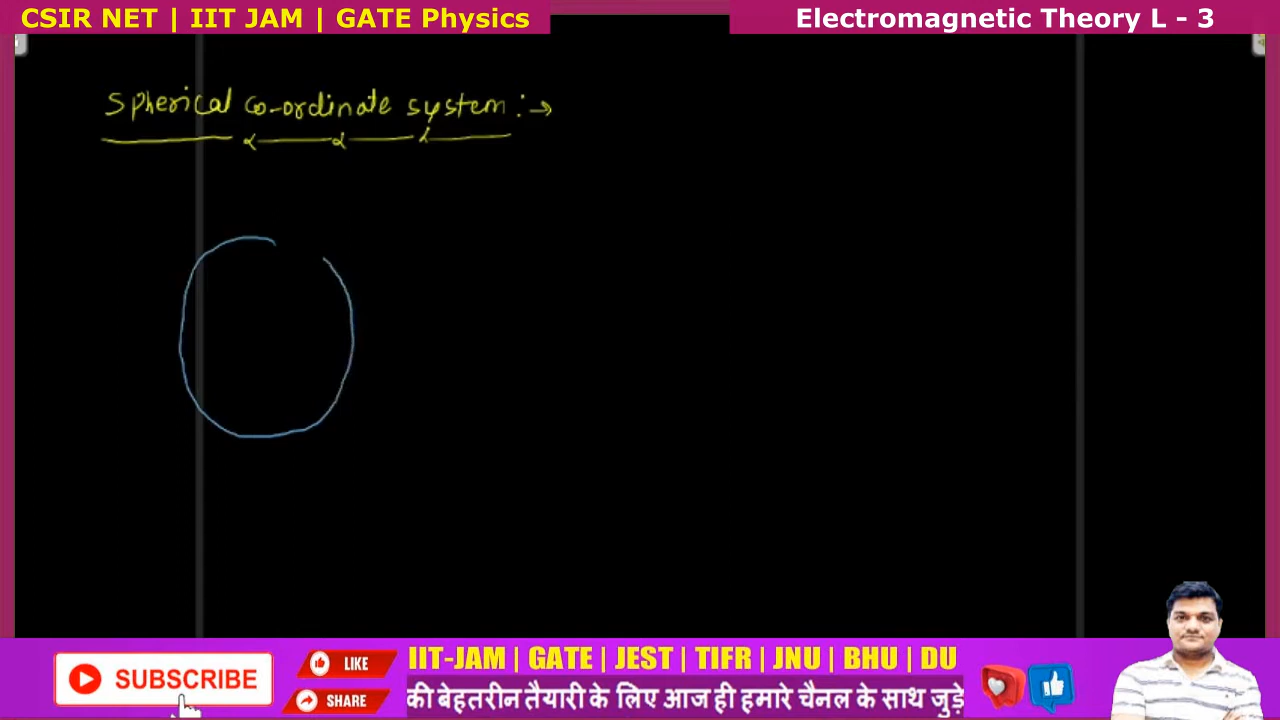 CSIR NET | IIT JAM | GATE Physics
Electromagnetic Theory L - 3
Spherical co-ordinate system :→
SUBSCRIBE
LIKE
SHARE
IIT-JAM | GATE | JEST | TIFR | JNU | BHU | DU
की बेहतरीन तैयारी के लिए आज ही हमारे चैनल के साथ जुड़े